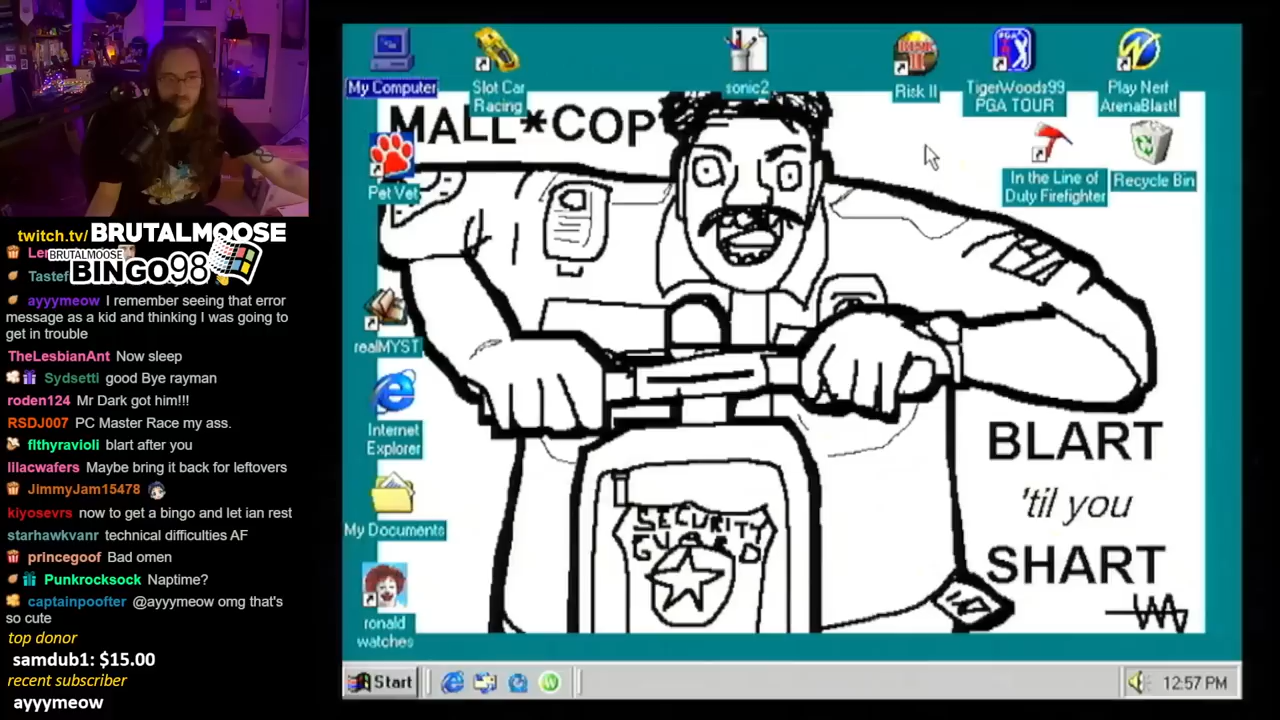 twitch.tv/BRUTALMOOSE
BRUTALMOOSE
BINGO98
Tastef
ayyymeow I remember seeing that error
message as a kid and thinking I was going to
get in trouble
TheLesbianAnt Now sleep
Sydsetti good Bye rayman
roden124 Mr Dark got him!!!
RSDJ007 PC Master Race my ass.
flthyravioli blart after you
lilacwafers Maybe bring it back for leftovers
JimmyJam15478
kiyosevrs now to get a bingo and let ian rest
starhawkvanr technical difficulties AF
princegoof Bad omen
Punkrocksock Naptime?
captainpoofter @ayyymeow omg that's
so cute
top donor
samdub1: $15.00
recent subscriber
ayyymeow
My Computer
Slot Car
Racing
sonic2
RISK II
Risk II
PGA
TigerWoods99
PGA TOUR
Play Nerf
ArenaBlast!
MALL*COP
Pet Vet
In the Line of
Duty Firefighter
Recycle Bin
realMYST
Internet
Explorer
My Documents
ronald
watches
SECURITY
GUARD
BLART
'til you
SHART
Start
12:57 PM